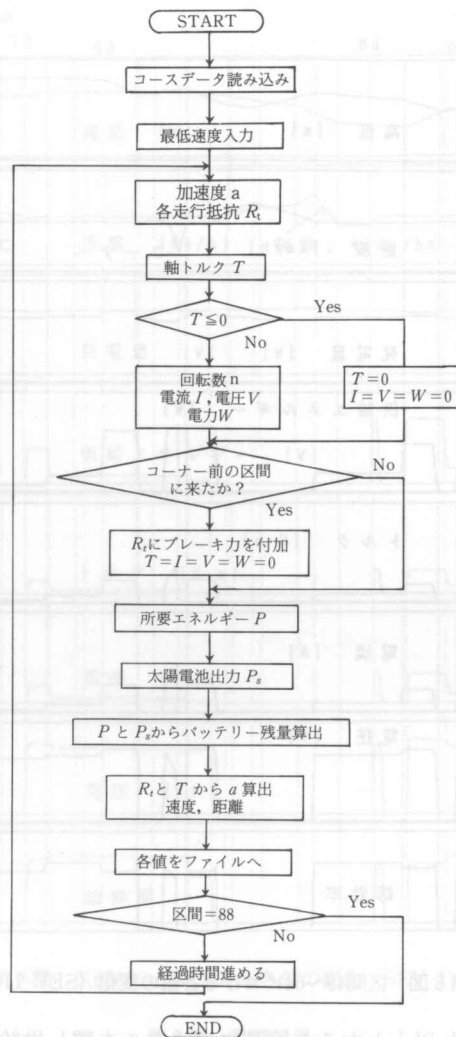 START
コースデータ読み込み
最低速度入力
加速度 a
各走行抵抗 Rt
軸トルク T
T≦0
Yes
No
回転数 n
電流 I, 電圧 V
電力W
T=0
I=V=W=0
コーナー前の区間
に来たか?
No
Yes
Rtにブレーキ力を付加
T=I=V=W=0
所要エネルギー P
太陽電池出力 Ps
P と Psからバッテリー残量算出
Rtと T から a 算出
速度, 距離
各値をファイルへ
区間=88
Yes
No
経過時間進める
END